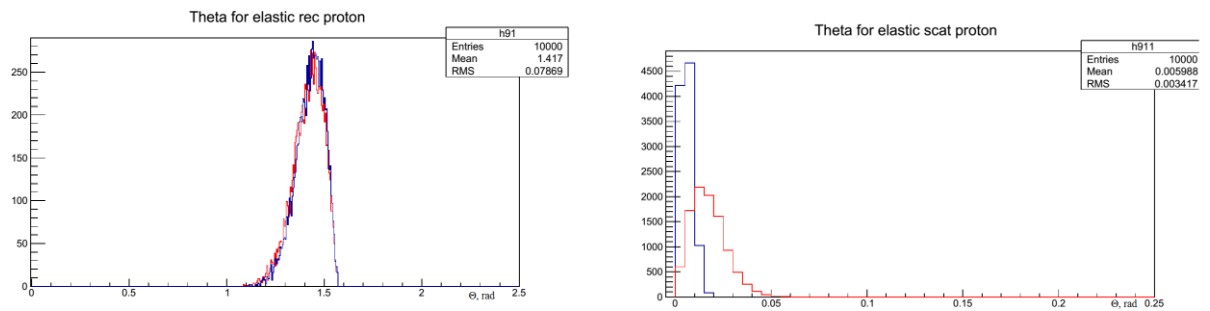 Theta for elastic rec proton
h91
Entries 10000
Mean 1.417
RMS 0.07869
250
200
150
100
50
0
0 0.5 1 1.5 2 2.5
Θ, rad
Theta for elastic scat proton
h911
Entries 10000
Mean 0.005988
RMS 0.003417
4500
4000
3500
3000
2500
2000
1500
1000
500
0
0 0.05 0.1 0.15 0.2 0.25
Θ, rad